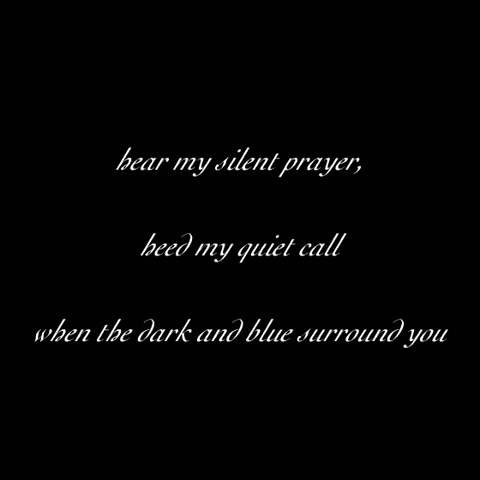 hear my silent prayer,
heed my quiet call
when the dark and blue surround you